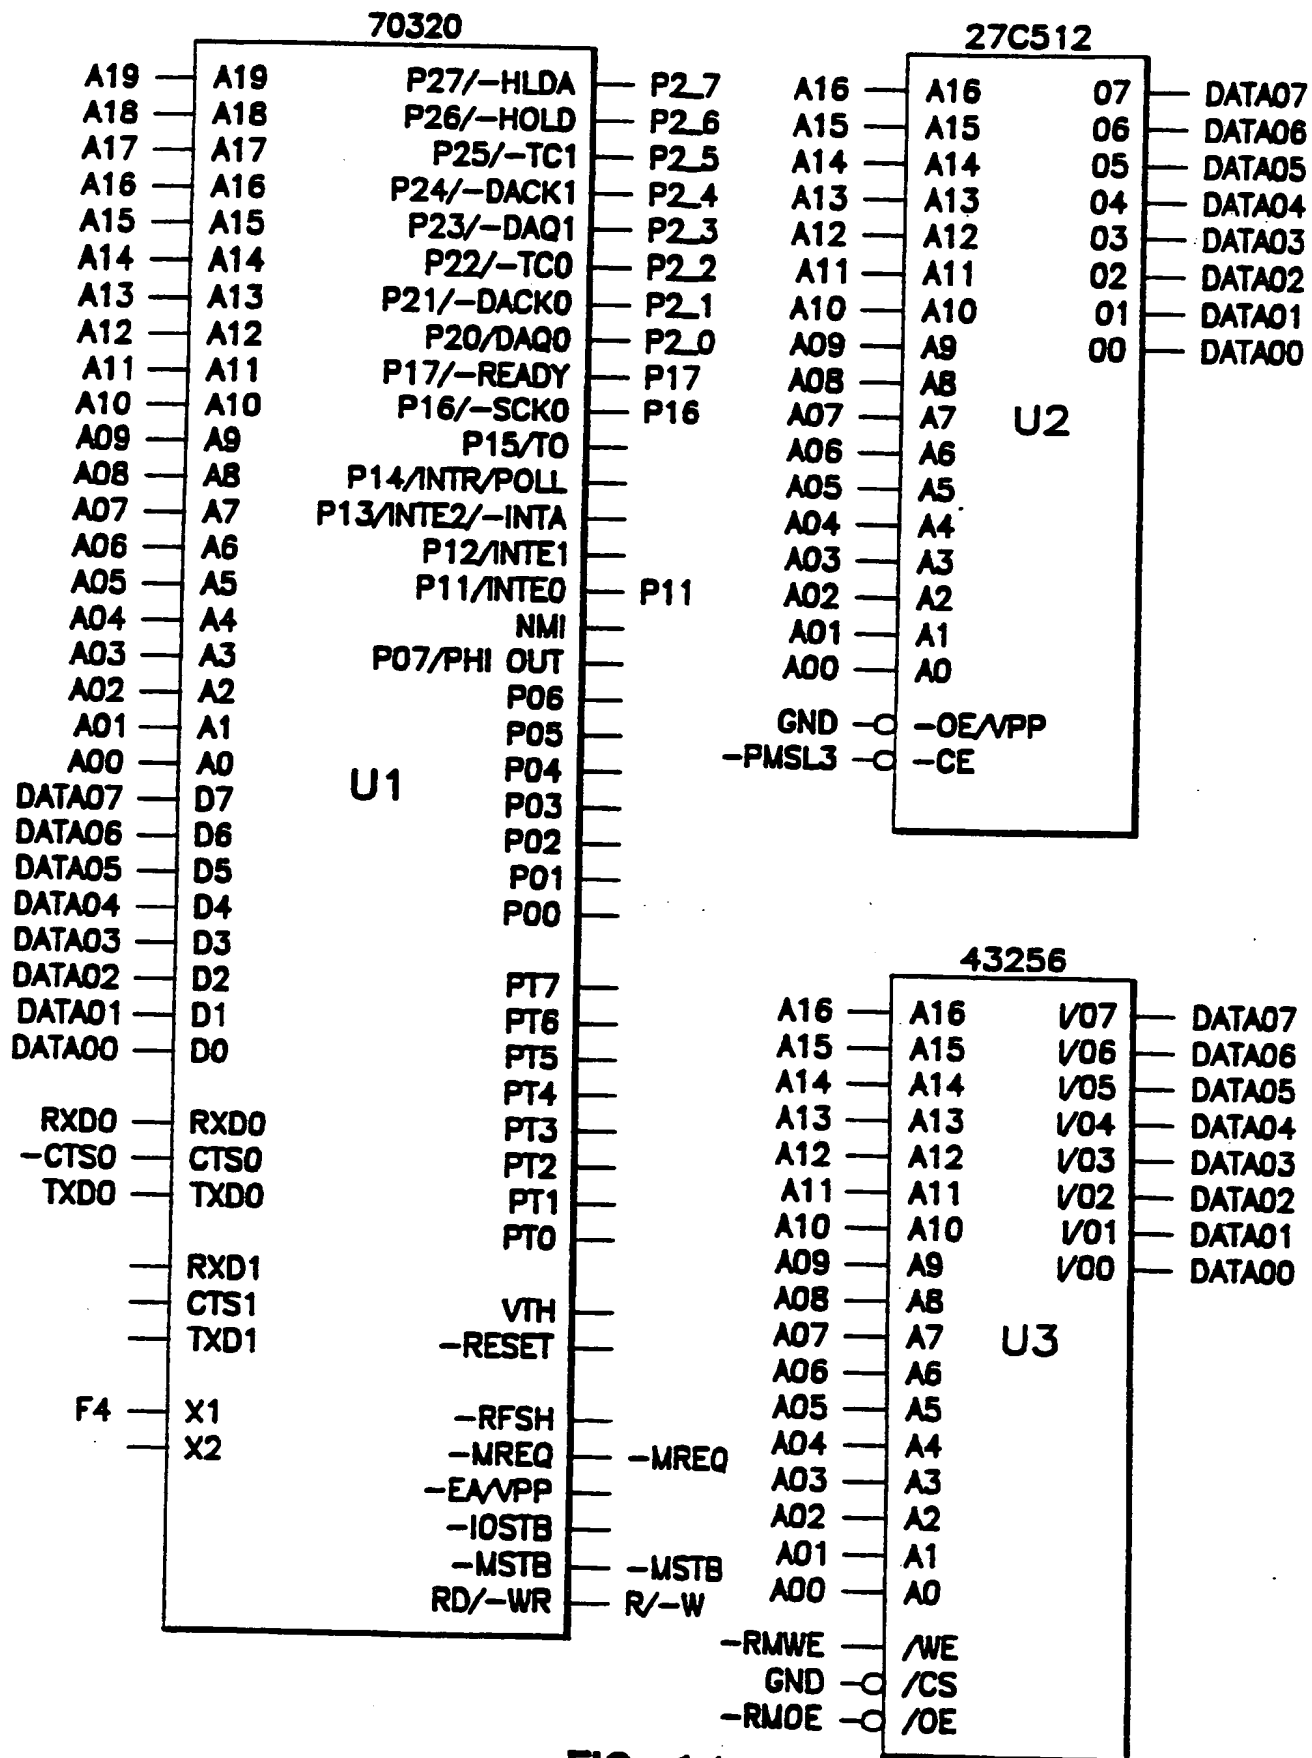 70320
A19 A19 P27/-HLDA P2_7
A18 A18 P26/-HOLD P2_6
A17 A17 P25/-TC1 P2_5
A16 A16 P24/-DACK1 P2_4
A15 A15 P23/-DAQ1 P2_3
A14 A14 P22/-TC0 P2_2
A13 A13 P21/-DACK0 P2_1
A12 A12 P20/DAQ0 P2_0
A11 A11 P17/-READY P17
A10 A10 P16/-SCK0 P16
A09 A9 P15/TO
A08 A8 P14/INTR/POLL
A07 A7 P13/INTE2/-INTA
A06 A6 P12/INTE1
A05 A5 P11/INTE0 P11
A04 A4 NMI
A03 A3 P07/PHI OUT
A02 A2 P06
A01 A1 P05
A00 A0 P04
U1
DATA07 D7 P03
DATA06 D6 P02
DATA05 D5 P01
DATA04 D4 P00
DATA03 D3
DATA02 D2 PT7
DATA01 D1 PT6
DATA00 D0 PT5
PT4
RXD0 RXD0 PT3
-CTS0 CTS0 PT2
TXD0 TXD0 PT1
PT0
RXD1
CTS1 VTH
TXD1 -RESET
F4 X1 -RFSH
X2 -MREQ -MREQ
-EA/VPP
-IOSTB
-MSTB -MSTB
RD/-WR R/-W
27C512
A16 A16 07 DATA07
A15 A15 06 DATA06
A14 A14 05 DATA05
A13 A13 04 DATA04
A12 A12 03 DATA03
A11 A11 02 DATA02
A10 A10 01 DATA01
A09 A9 00 DATA00
A08 A8
A07 A7 U2
A06 A6
A05 A5
A04 A4
A03 A3
A02 A2
A01 A1
A00 A0
GND -OE/VPP
-PMSL3 -CE
43256
A16 A16 I/07 DATA07
A15 A15 I/06 DATA06
A14 A14 I/05 DATA05
A13 A13 I/04 DATA04
A12 A12 I/03 DATA03
A11 A11 I/02 DATA02
A10 A10 I/01 DATA01
A09 A9 I/00 DATA00
A08 A8
A07 A7 U3
A06 A6
A05 A5
A04 A4
A03 A3
A02 A2
A01 A1
A00 A0
-RMWE /WE
GND /CS
-RMOE /OE